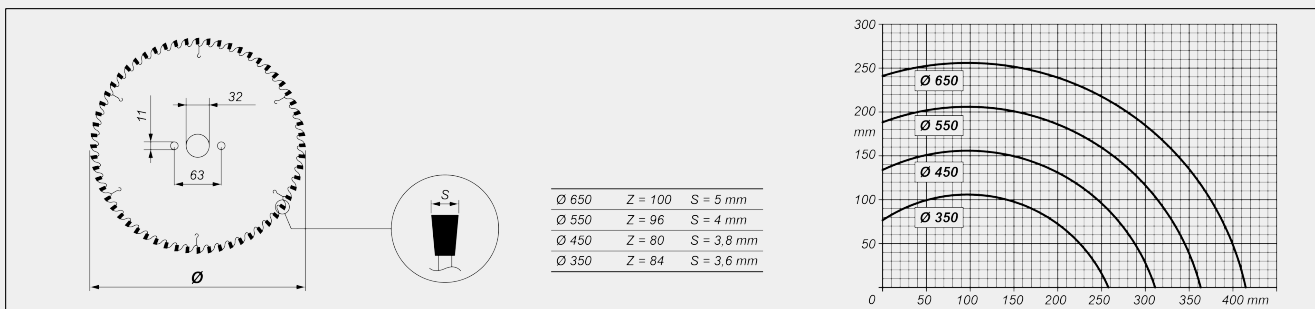 32
11
63
Ø
S
Ø 650 Z = 100 S = 5 mm
Ø 550 Z = 96 S = 4 mm
Ø 450 Z = 80 S = 3,8 mm
Ø 350 Z = 84 S = 3,6 mm
300
250
200
mm
150
100
50
Ø 650
Ø 550
Ø 450
Ø 350
0 50 100 150 200 250 300 350 400 mm